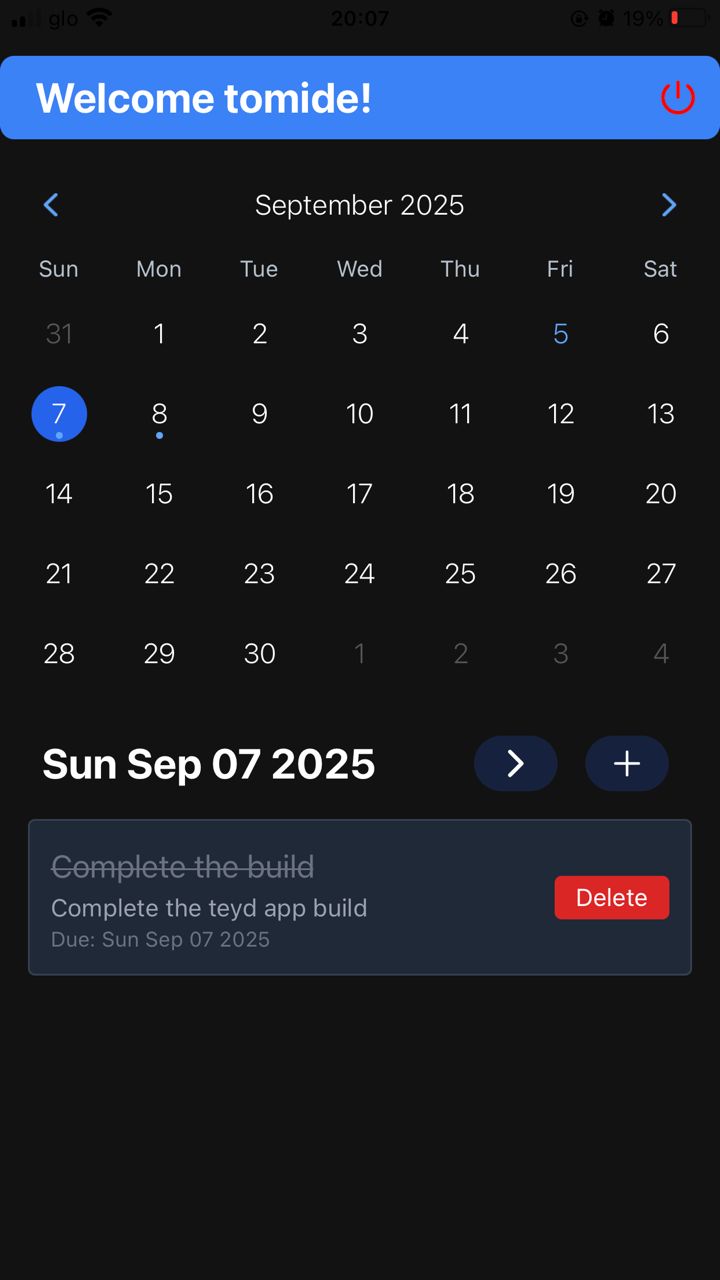 glo 20:07 19%
Welcome tomide!
September 2025
Sun Mon Tue Wed Thu Fri Sat
31 1 2 3 4 5 6
7 8 9 10 11 12 13
14 15 16 17 18 19 20
21 22 23 24 25 26 27
28 29 30 1 2 3 4
Sun Sep 07 2025
Complete the build
Complete the teyd app build
Due: Sun Sep 07 2025
Delete